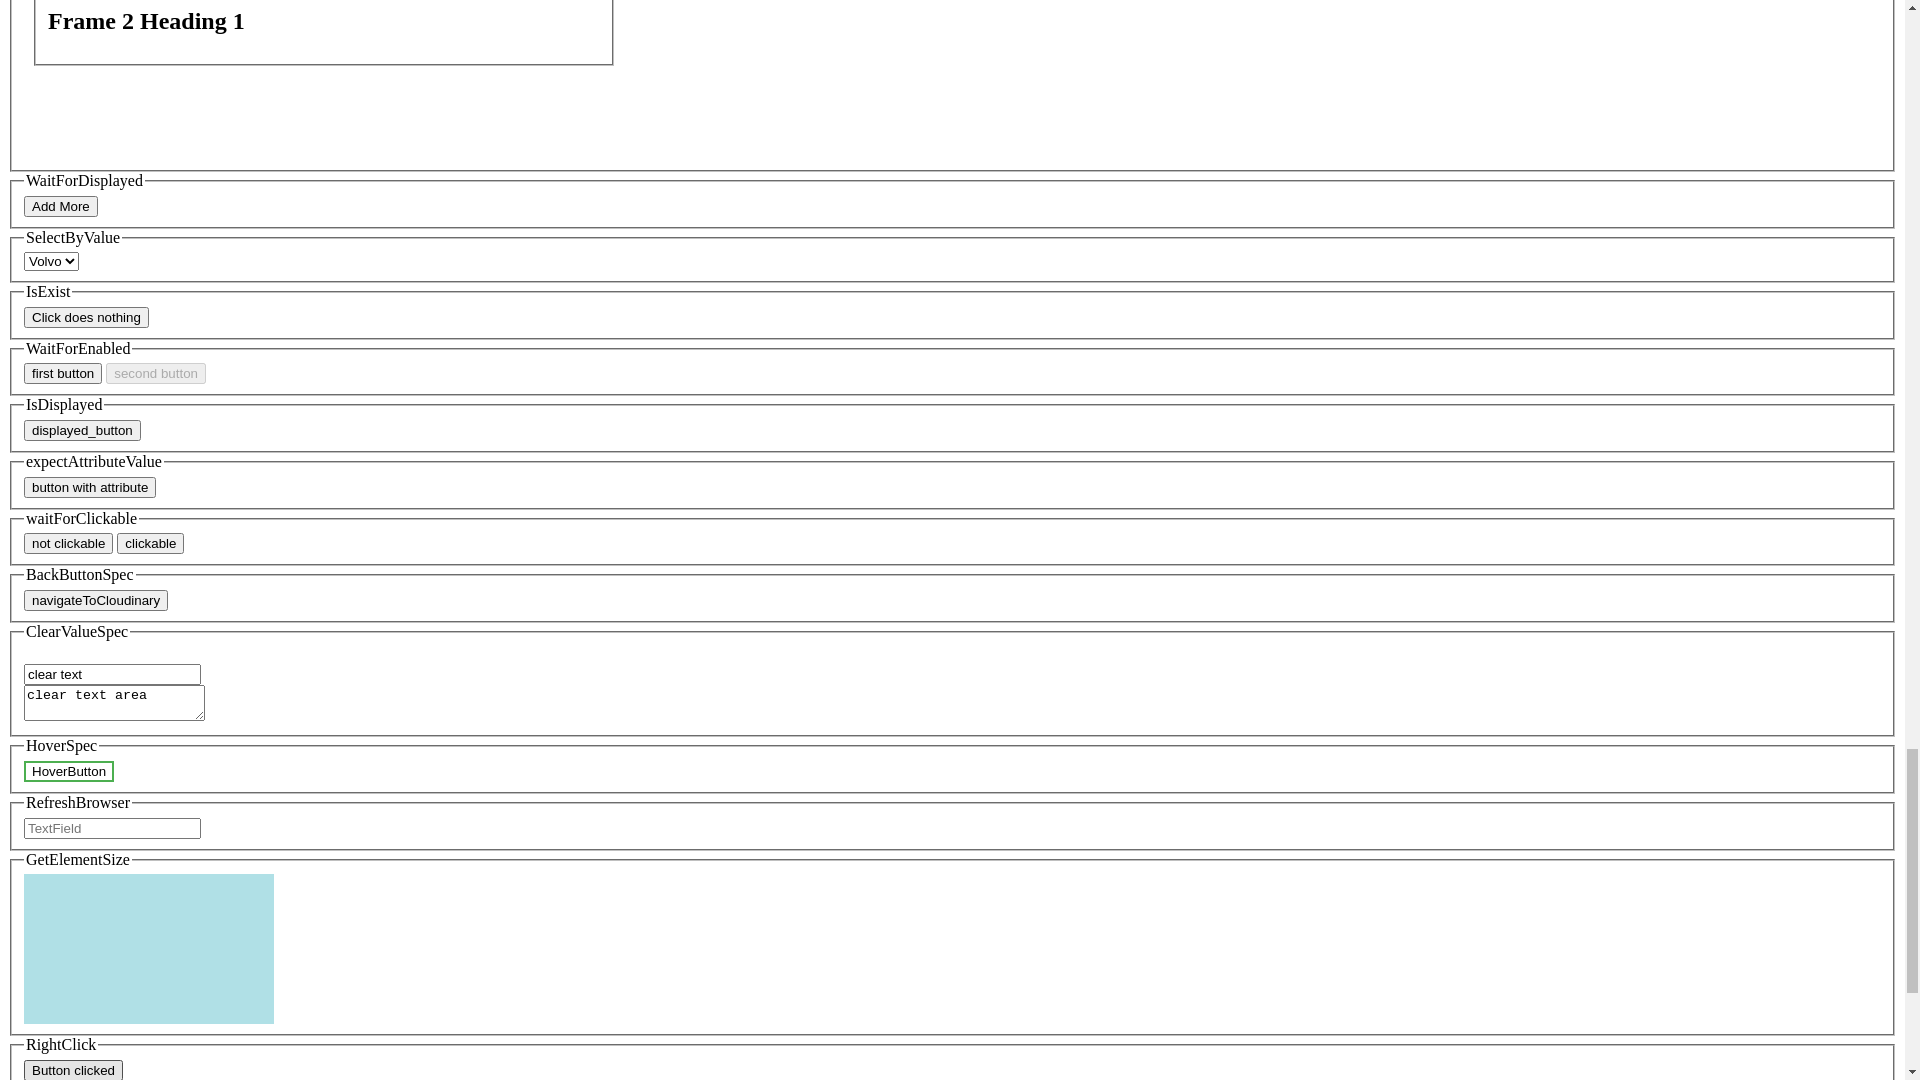 Frame 2 Heading 1
WaitForDisplayed
Add More
SelectByValue
Volvo
IsExist
Click does nothing
WaitForEnabled
first button second button
IsDisplayed
displayed_button
expectAttributeValue
button with attribute
waitForClickable
not clickable clickable
BackButtonSpec
navigateToCloudinary
ClearValueSpec
clear text
clear text area
HoverSpec
HoverButton
RefreshBrowser
TextField
GetElementSize
RightClick
Button clicked